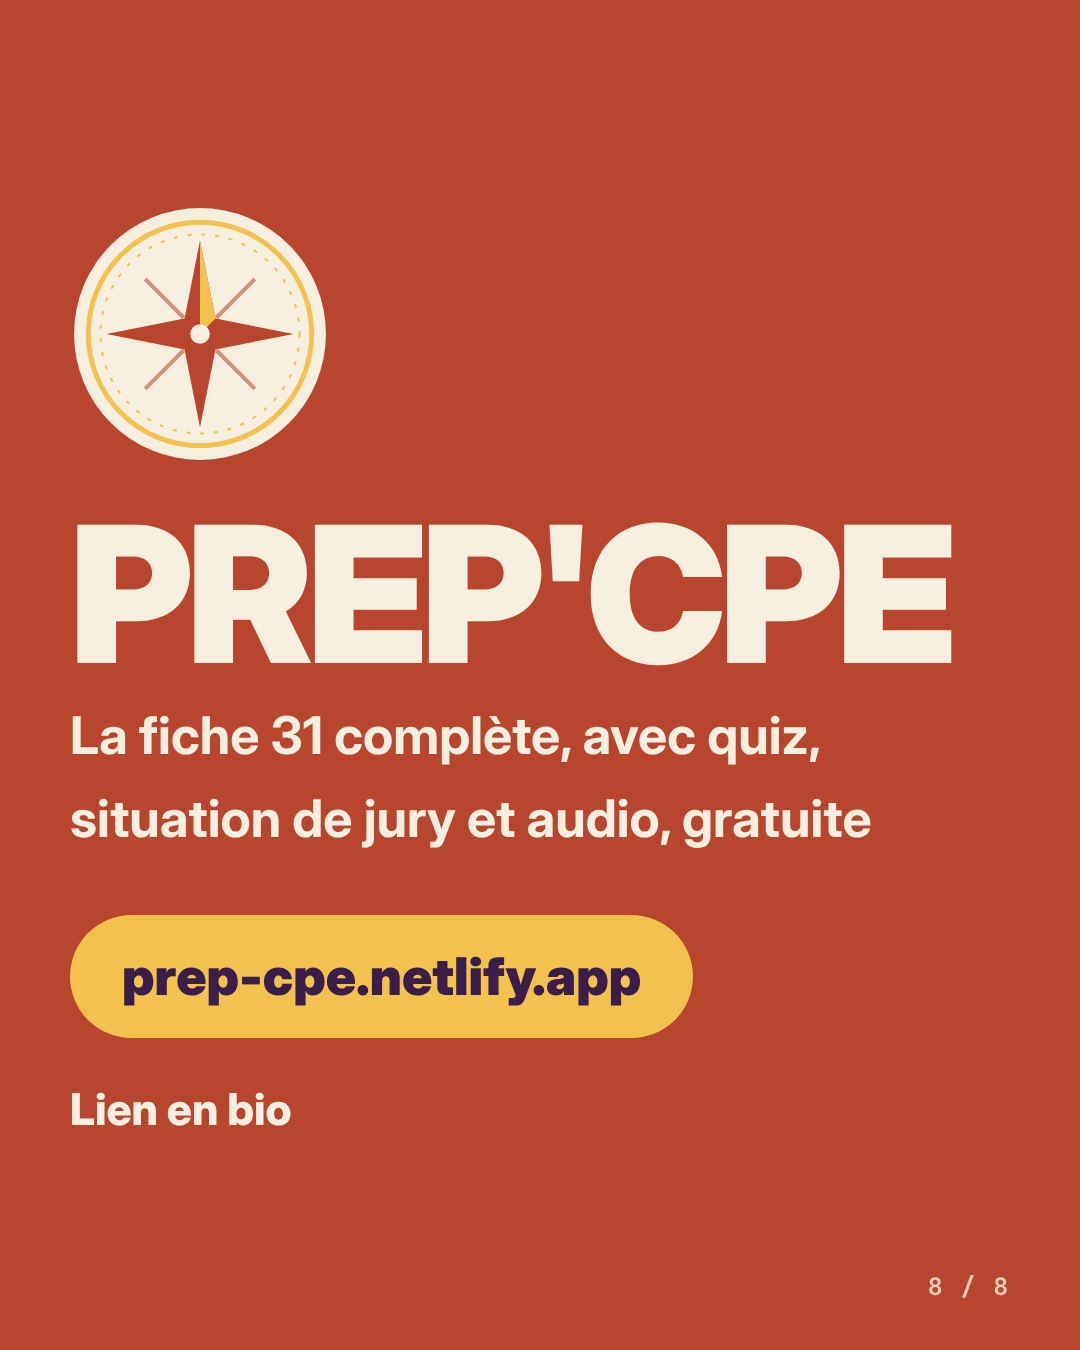 PREP'CPE
La fiche 31 complète, avec quiz,
situation de jury et audio, gratuite
prep-cpe.netlify.app
Lien en bio
8 / 8